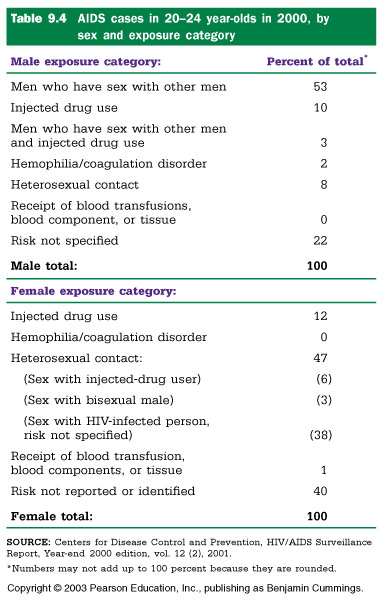 Table 9.4 AIDS cases in 20–24 year-olds in 2000, by
sex and exposure category
Male exposure category: Percent of total*
Men who have sex with other men 53
Injected drug use 10
Men who have sex with other men
and injected drug use 3
Hemophilia/coagulation disorder 2
Heterosexual contact 8
Receipt of blood transfusions,
blood component, or tissue 0
Risk not specified 22
Male total: 100
Female exposure category:
Injected drug use 12
Hemophilia/coagulation disorder 0
Heterosexual contact: 47
(Sex with injected-drug user) (6)
(Sex with bisexual male) (3)
(Sex with HIV-infected person,
risk not specified) (38)
Receipt of blood transfusion,
blood components, or tissue 1
Risk not reported or identified 40
Female total: 100
SOURCE: Centers for Disease Control and Prevention, HIV/AIDS Surveillance
Report, Year-end 2000 edition, vol. 12 (2), 2001.
*Numbers may not add up to 100 percent because they are rounded.
Copyright © 2003 Pearson Education, Inc., publishing as Benjamin Cummings.